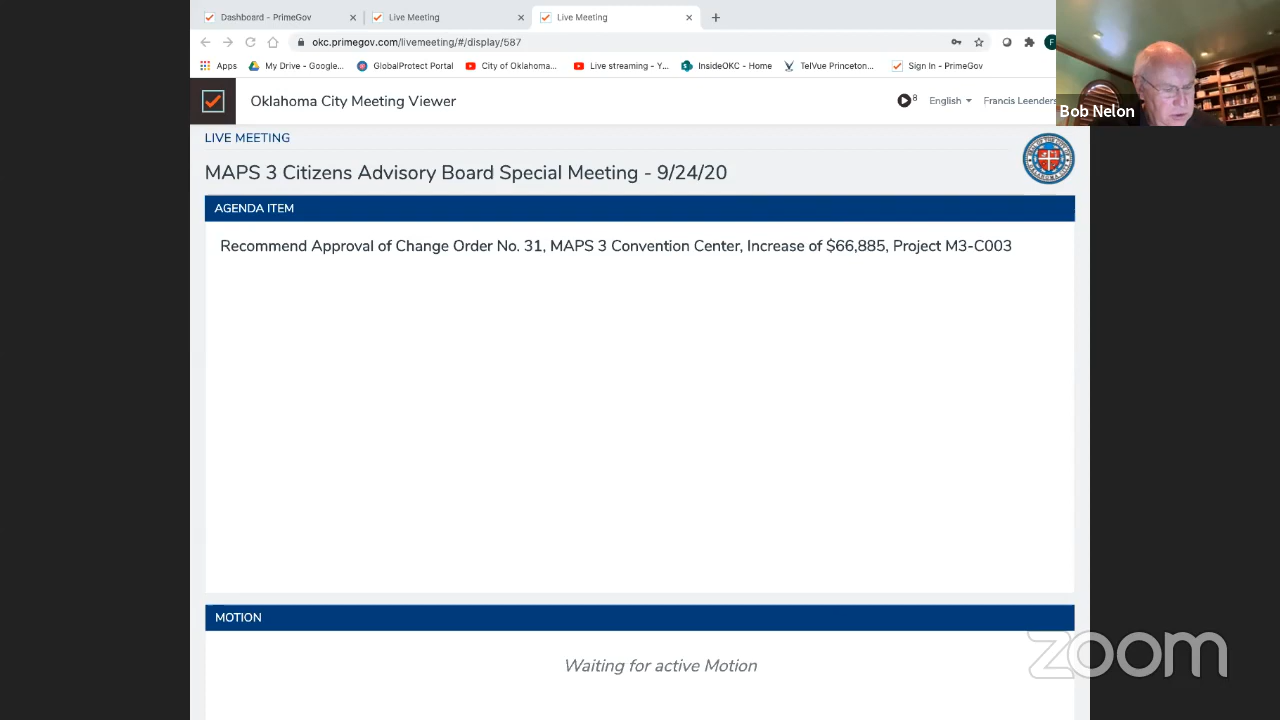 Dashboard - PrimeGov
Live Meeting
Live Meeting
okc.primegov.com/livemeeting/#/display/587
Apps
My Drive - Google...
GlobalProtect Portal
City of Oklahoma...
Live streaming - Y...
InsideOKC - Home
TelVue Princeton...
Sign In - PrimeGov
Oklahoma City Meeting Viewer
8
English
Francis Leenders
Bob Nelon
LIVE MEETING
MAPS 3 Citizens Advisory Board Special Meeting - 9/24/20
AGENDA ITEM
Recommend Approval of Change Order No. 31, MAPS 3 Convention Center, Increase of $66,885, Project M3-C003
MOTION
Waiting for active Motion
zoom